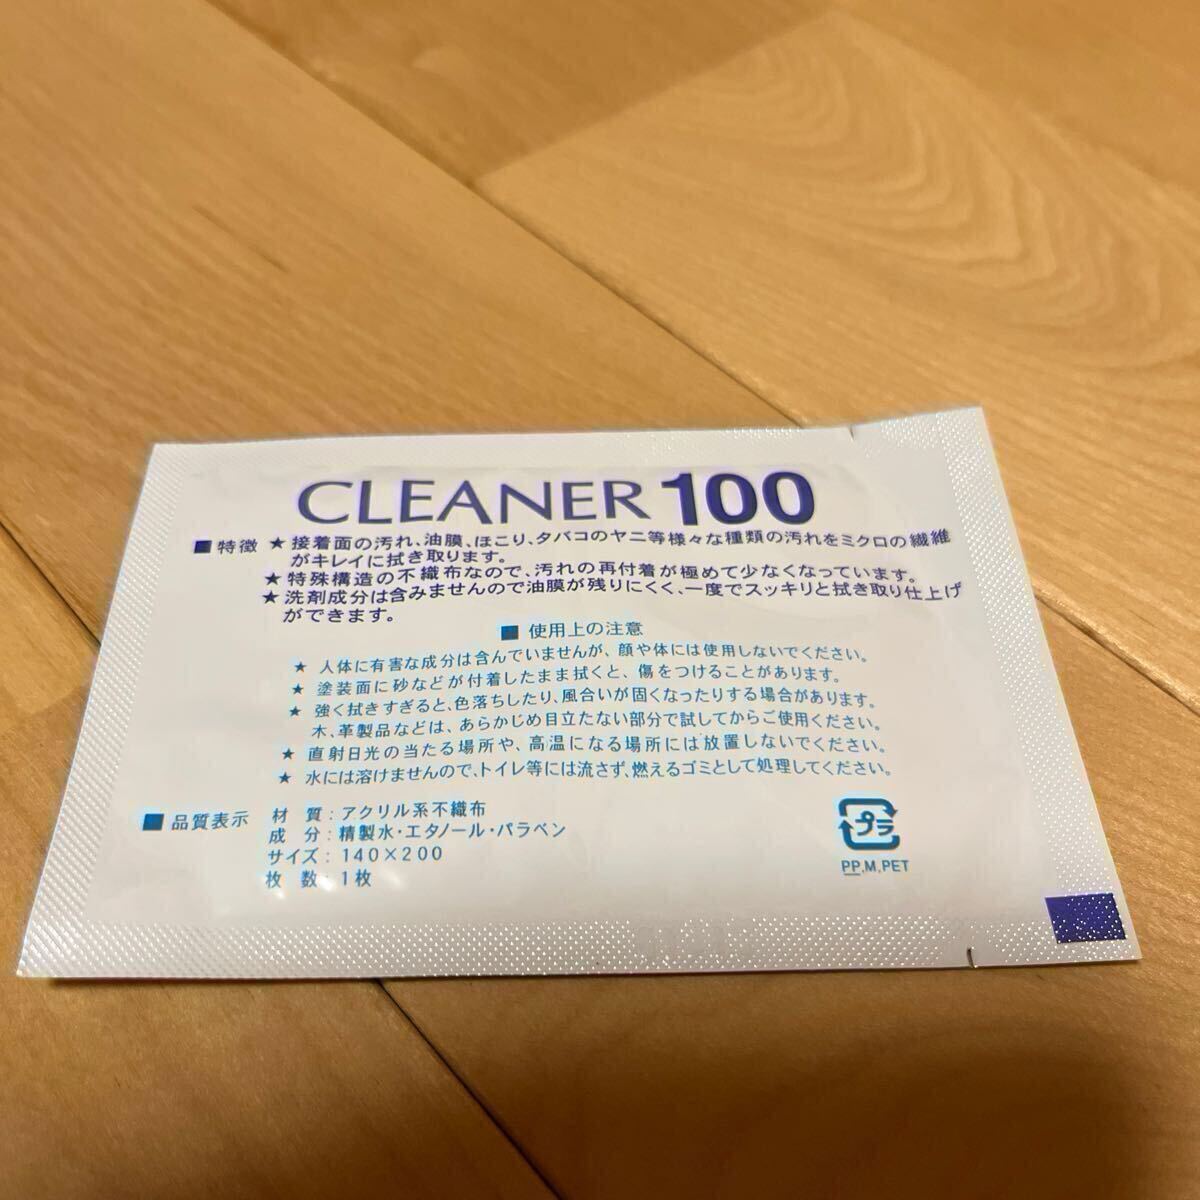 CLEANER 100
■ 特徴 ★ 接着面の汚れ、油膜、ほこり、タバコのヤニ等様々な種類の汚れをミクロの繊維
がキレイに拭き取ります。
★ 特殊構造の不織布なので、汚れの再付着が極めて少なくなっています。
★ 洗剤成分は含みませんので油膜が残りにくく、一度でスッキリと拭き取り仕上げ
ができます。
■ 使用上の注意
★ 人体に有害な成分は含んでいませんが、顔や体には使用しないでください。
★ 塗装面に砂などが付着したまま拭くと、傷をつけることがあります。
★ 強く拭きすぎると、色落ちしたり、風合いが固くなったりする場合があります。
木、革製品などは、あらかじめ目立たない部分で試してからご使用ください。
★ 直射日光の当たる場所や、高温になる場所には放置しないでください。
★ 水には溶けませんので、トイレ等には流さず、燃えるゴミとして処理してください。
■ 品質表示 材 質 : アクリル系不織布
成 分 : 精製水・エタノール・パラベン
サイズ : 140×200
枚 数 : 1枚
プラ
PP,M,PET